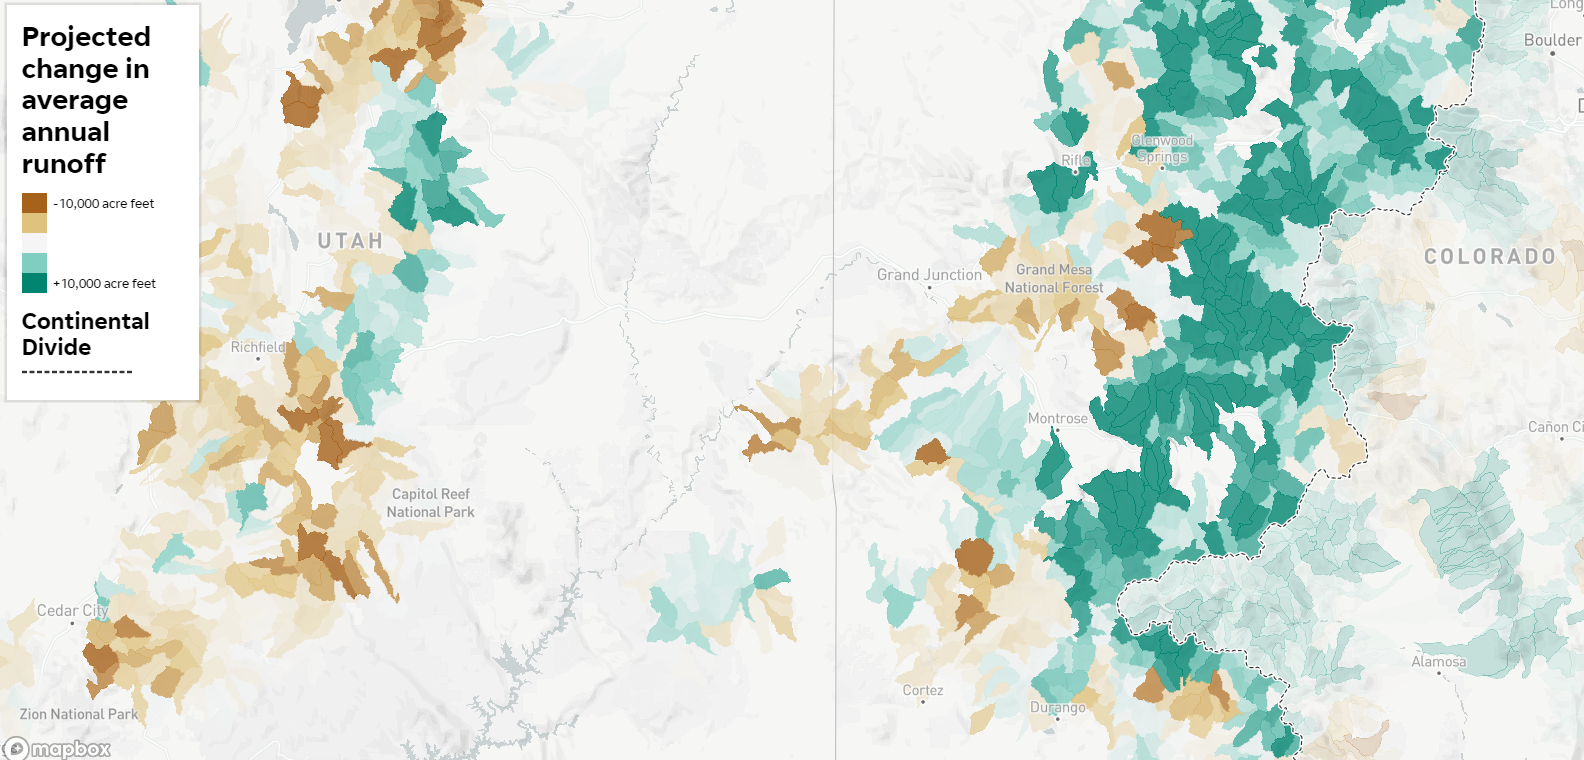 Projected
change in
average
annual
runoff
-10,000 acre feet
+10,000 acre feet
Continental
Divide
UTAH
Richfield
Capitol Reef
National Park
Cedar City
Zion National Park
mapbox
Long
Boulder
D
Glenwood
Springs
Rifle
COLORADO
Grand Junction
Grand Mesa
National Forest
Montrose
Cañon Ci
Alamosa
Cortez
Durango